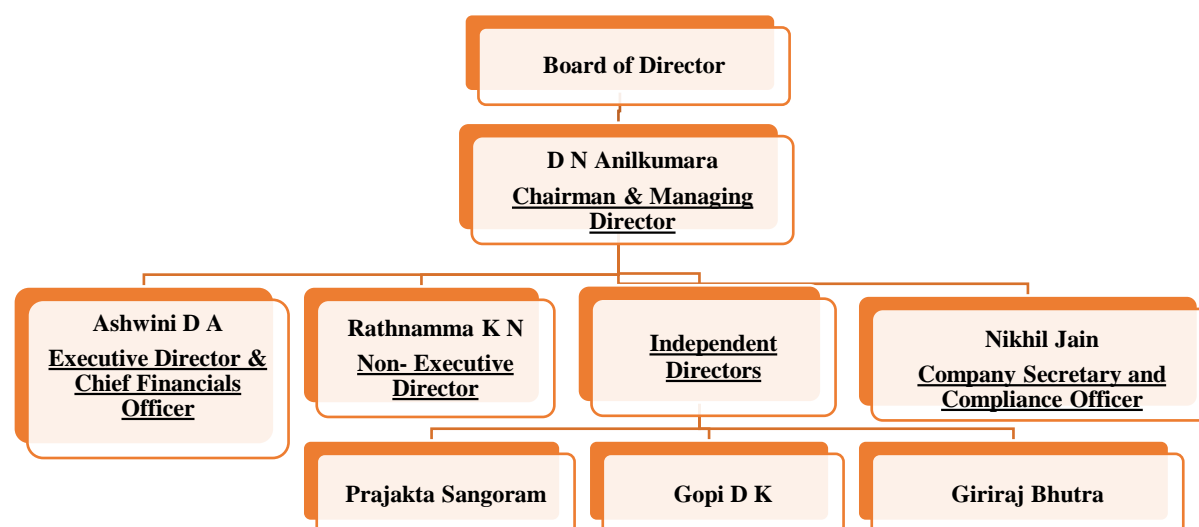 Board of Director
D N Anilkumara
Chairman & Managing
Director
Ashwini D A
Executive Director &
Chief Financials
Officer
Rathnamma K N
Non- Executive
Director
Independent
Directors
Nikhil Jain
Company Secretary and
Compliance Officer
Prajakta Sangoram
Gopi D K
Giriraj Bhutra